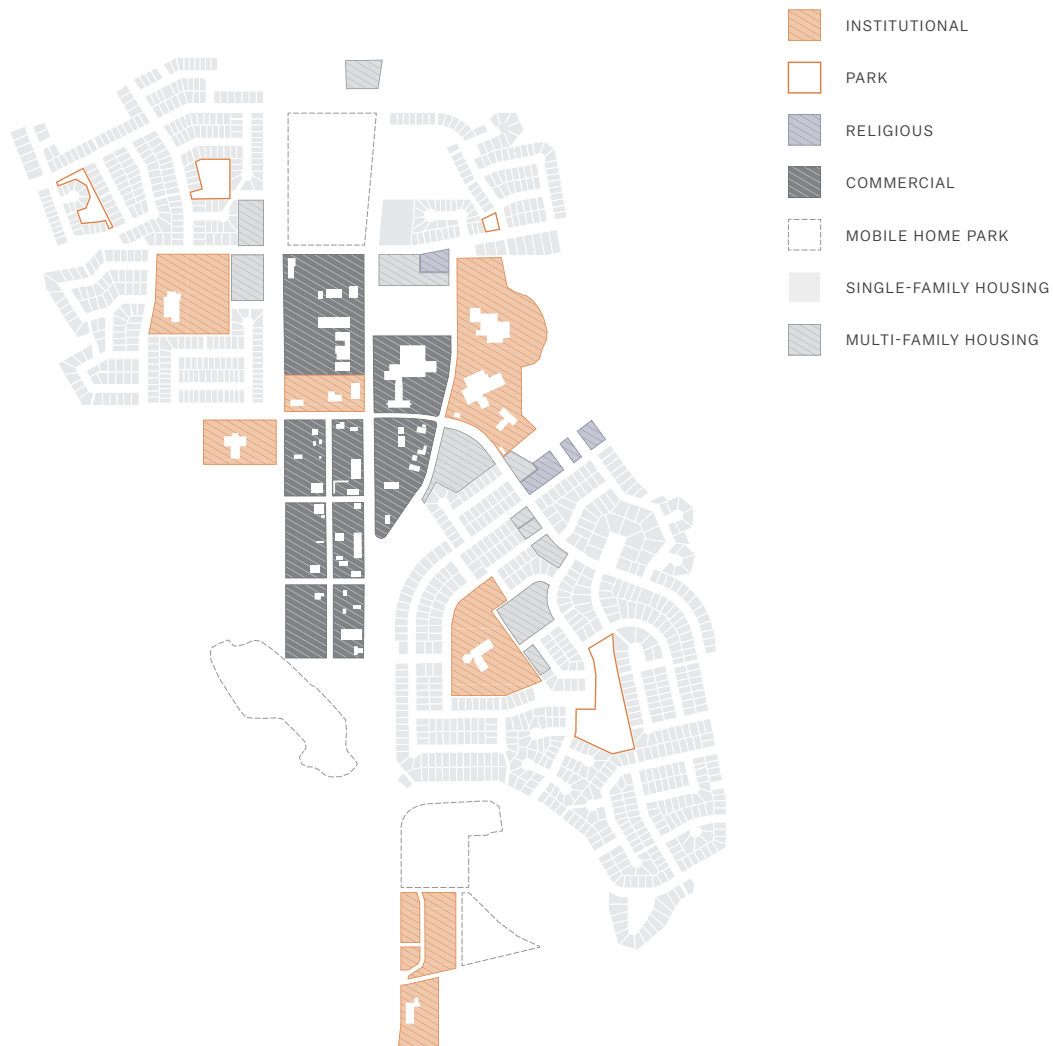 INSTITUTIONAL
PARK
RELIGIOUS
COMMERCIAL
MOBILE HOME PARK
SINGLE-FAMILY HOUSING
MULTI-FAMILY HOUSING